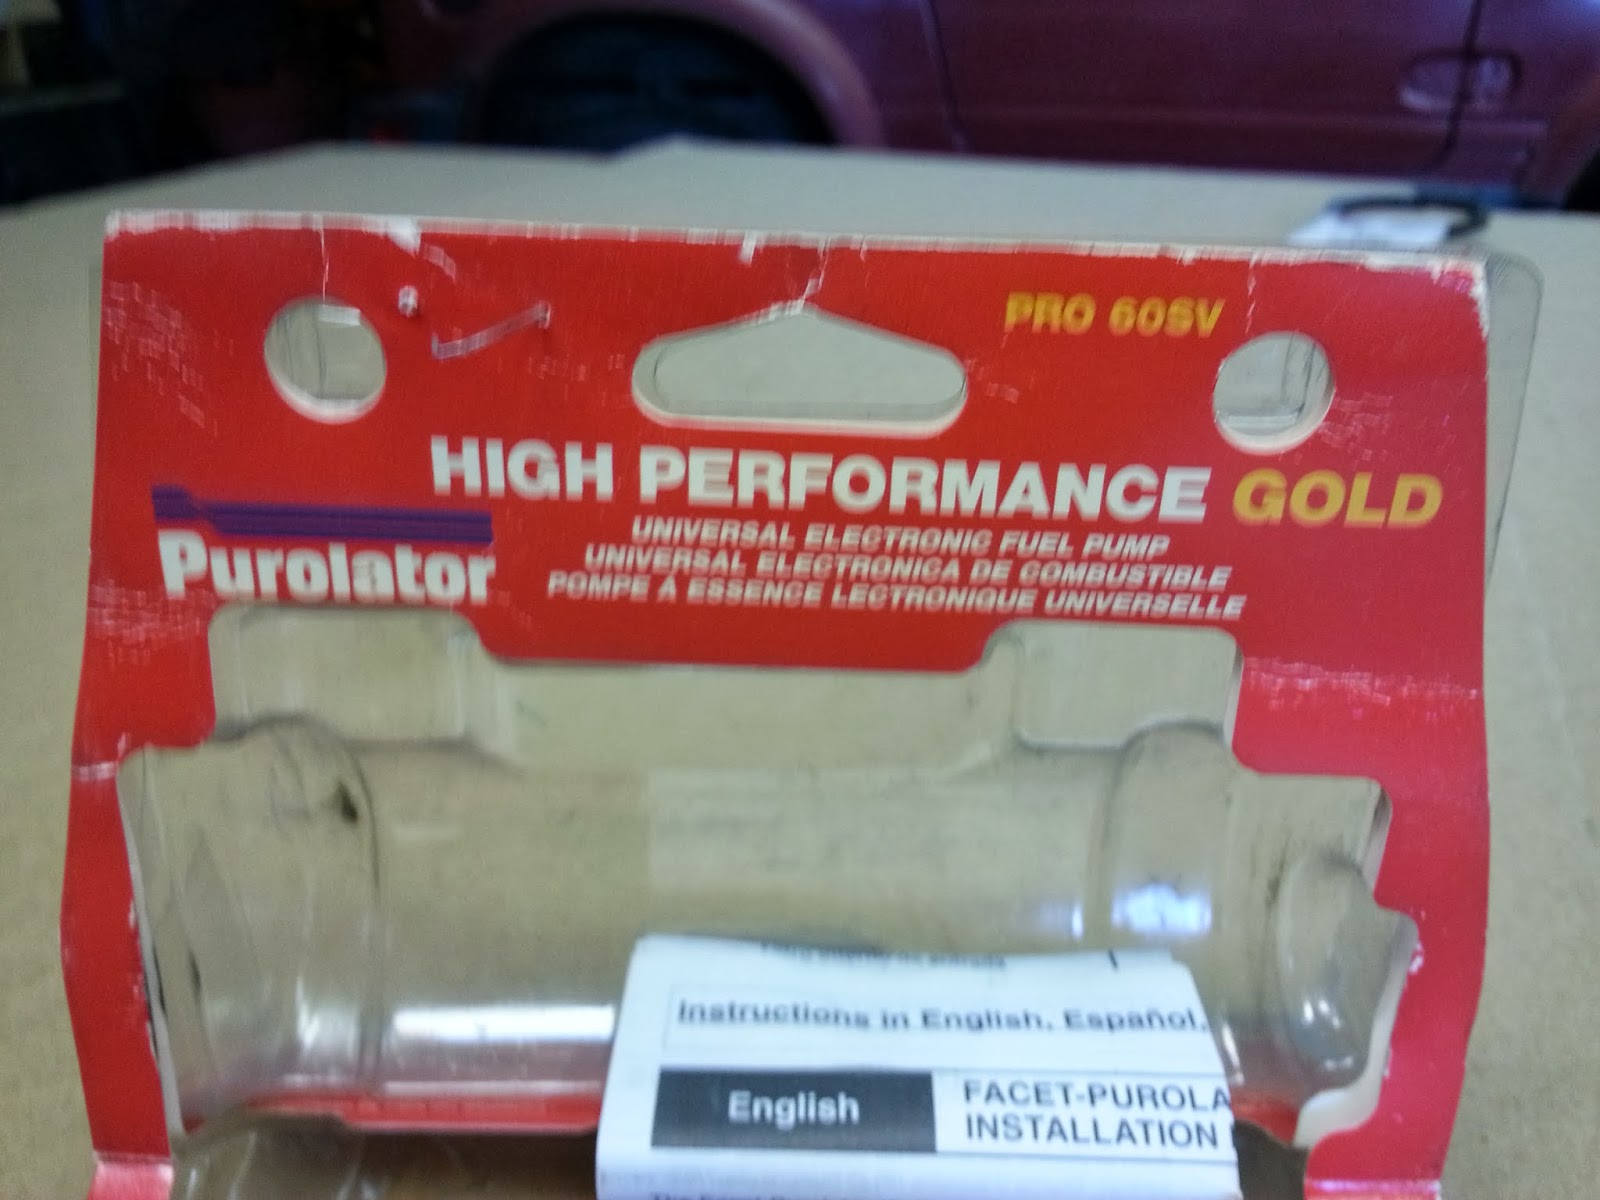 PRO 60SV
HIGH PERFORMANCE GOLD
Purolator
UNIVERSAL ELECTRONIC FUEL PUMP
UNIVERSAL ELECTRONICA DE COMBUSTIBLE
POMPE À ESSENCE LECTRONIQUE UNIVERSELLE
Instructions in English, Español,
English
FACET-PUROLA
INSTALLATION